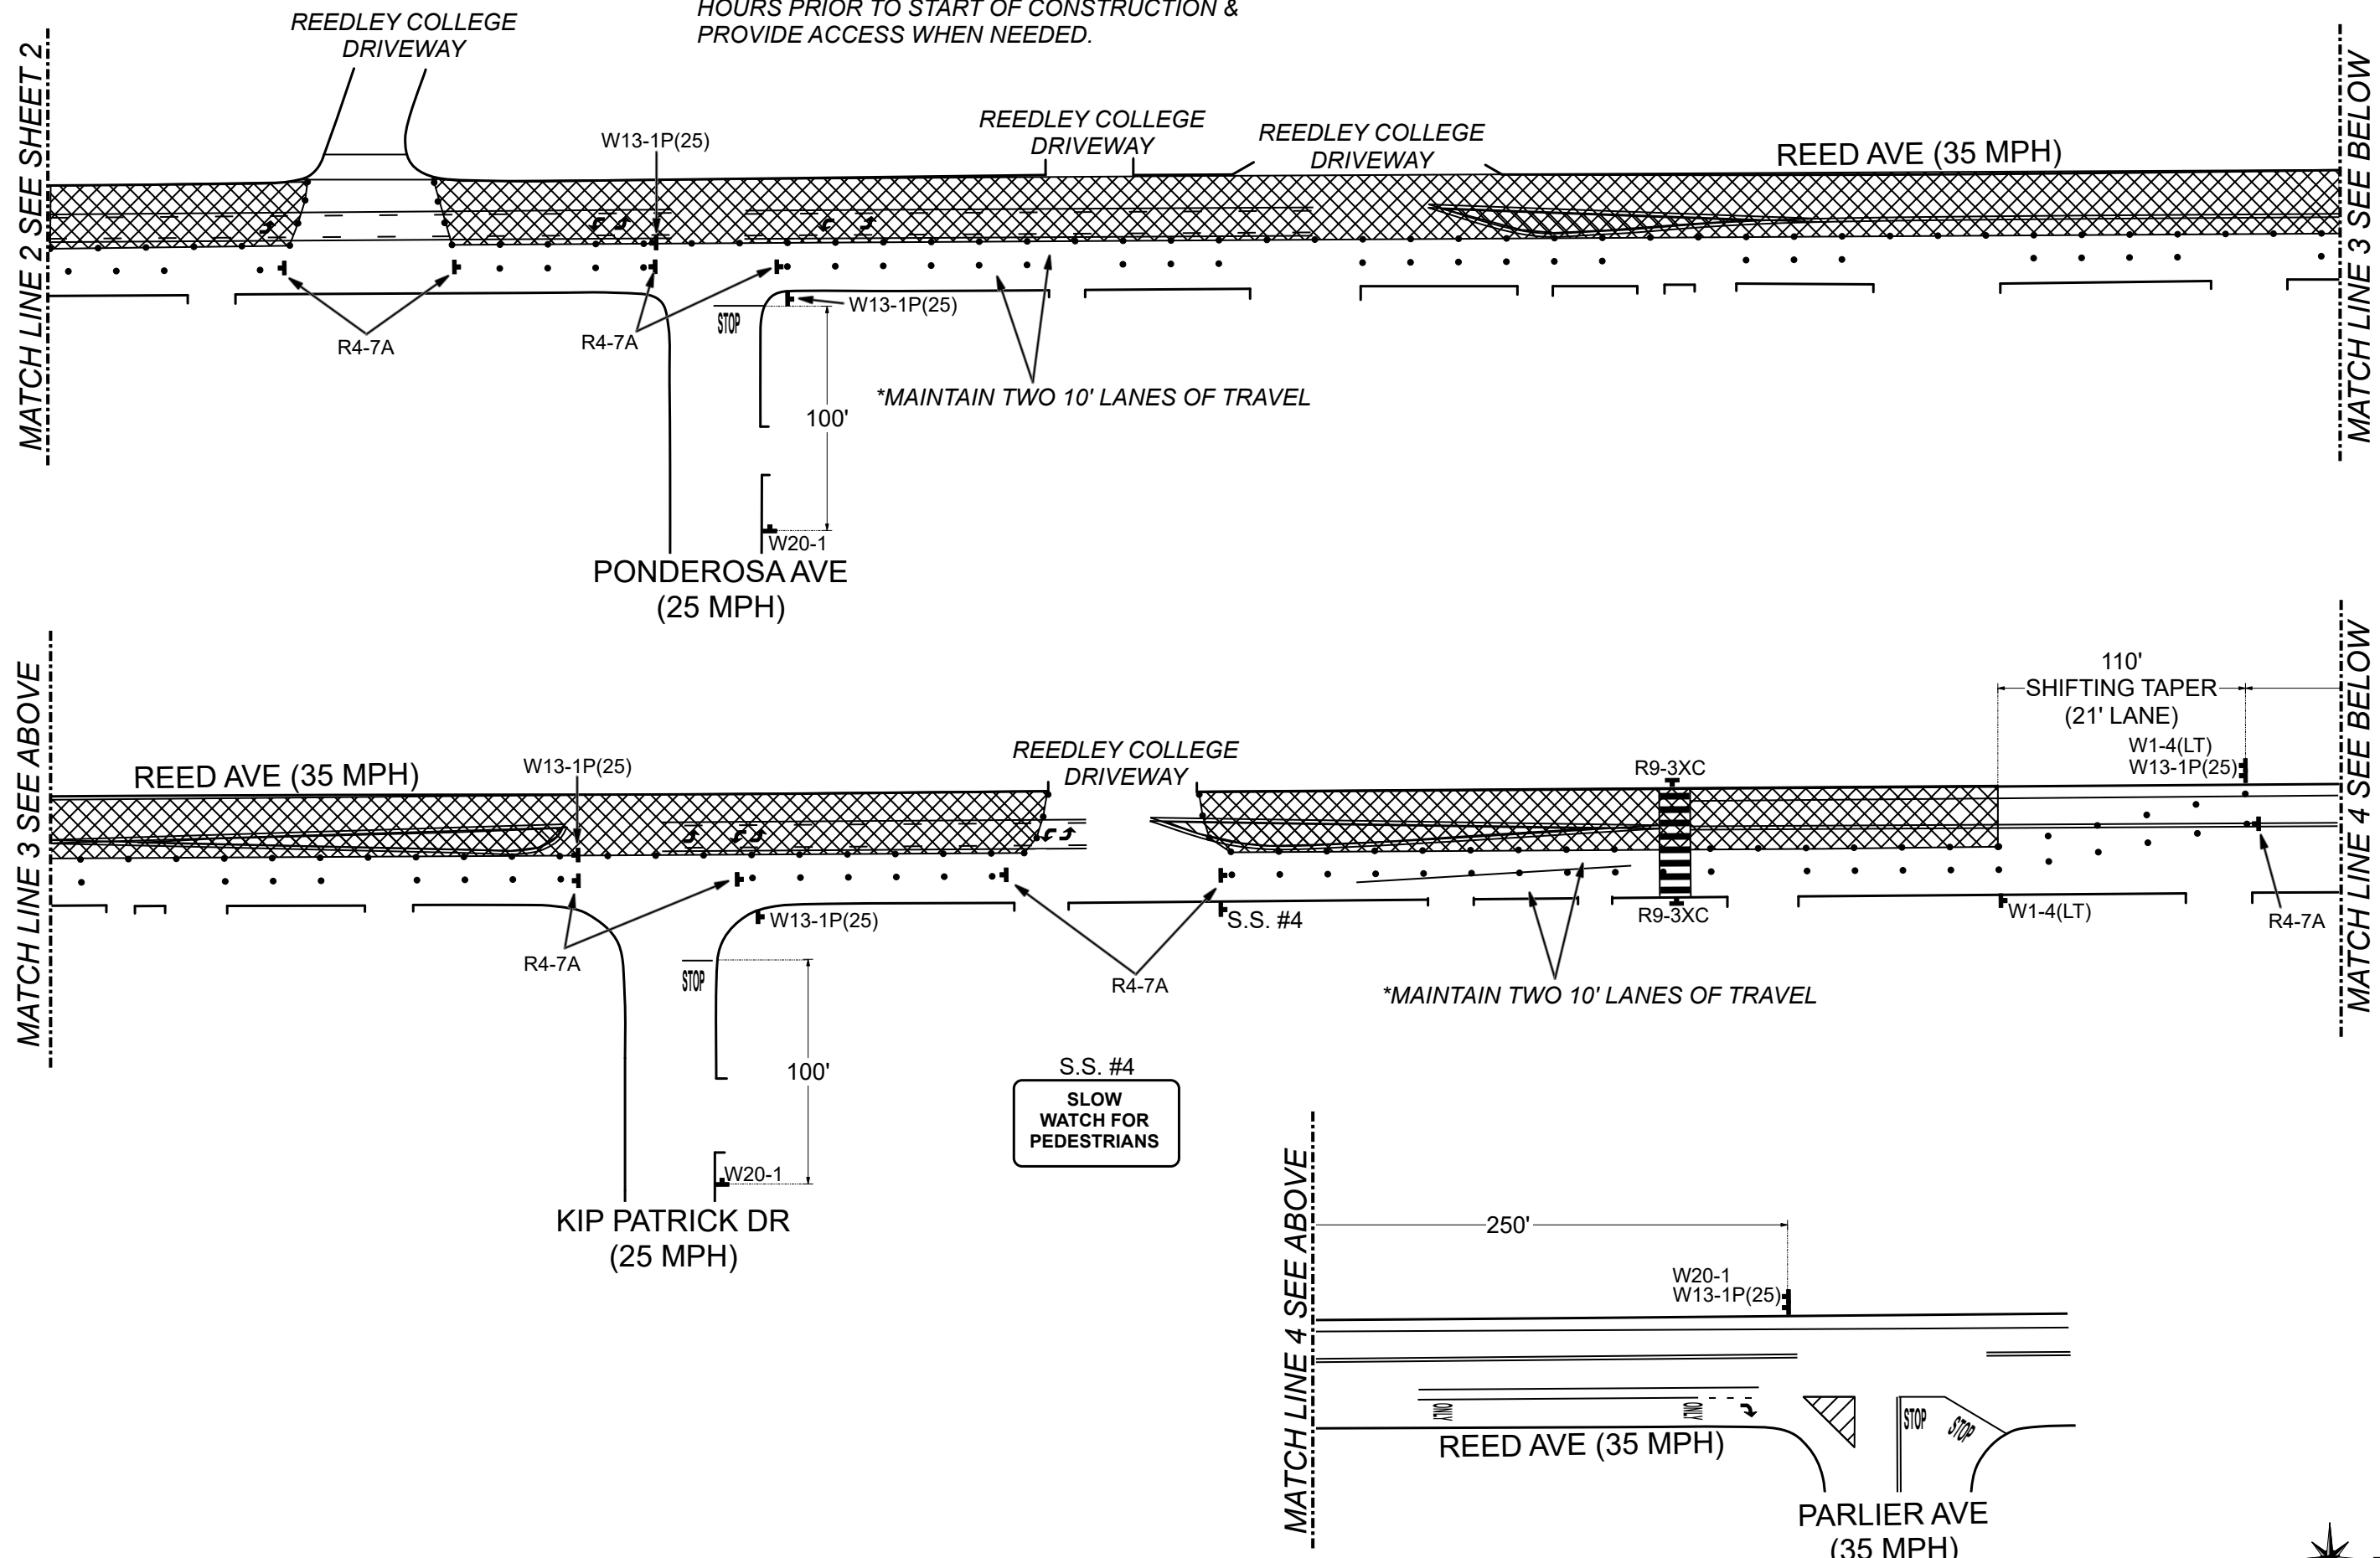 HOURS PRIOR TO START OF CONSTRUCTION &
PROVIDE ACCESS WHEN NEEDED.
REEDLEY COLLEGE
DRIVEWAY
MATCH LINE 2 SEE SHEET 2
W13-1P(25)
REEDLEY COLLEGE
DRIVEWAY
REEDLEY COLLEGE
DRIVEWAY
REED AVE (35 MPH)
MATCH LINE 3 SEE BELOW
R4-7A
R4-7A
STOP
W13-1P(25)
100'
*MAINTAIN TWO 10' LANES OF TRAVEL
W20-1
PONDEROSA AVE
(25 MPH)
MATCH LINE 3 SEE ABOVE
REED AVE (35 MPH)
W13-1P(25)
REEDLEY COLLEGE
DRIVEWAY
R9-3XC
110'
SHIFTING TAPER
(21' LANE)
W1-4(LT)
W13-1P(25)
MATCH LINE 4 SEE BELOW
R4-7A
STOP
W13-1P(25)
R4-7A
S.S. #4
R9-3XC
W1-4(LT)
R4-7A
*MAINTAIN TWO 10' LANES OF TRAVEL
100'
W20-1
KIP PATRICK DR
(25 MPH)
S.S. #4
SLOW
WATCH FOR
PEDESTRIANS
MATCH LINE 4 SEE ABOVE
250'
W20-1
W13-1P(25)
ONLY
ONLY
STOP
STOP
REED AVE (35 MPH)
PARLIER AVE
(35 MPH)